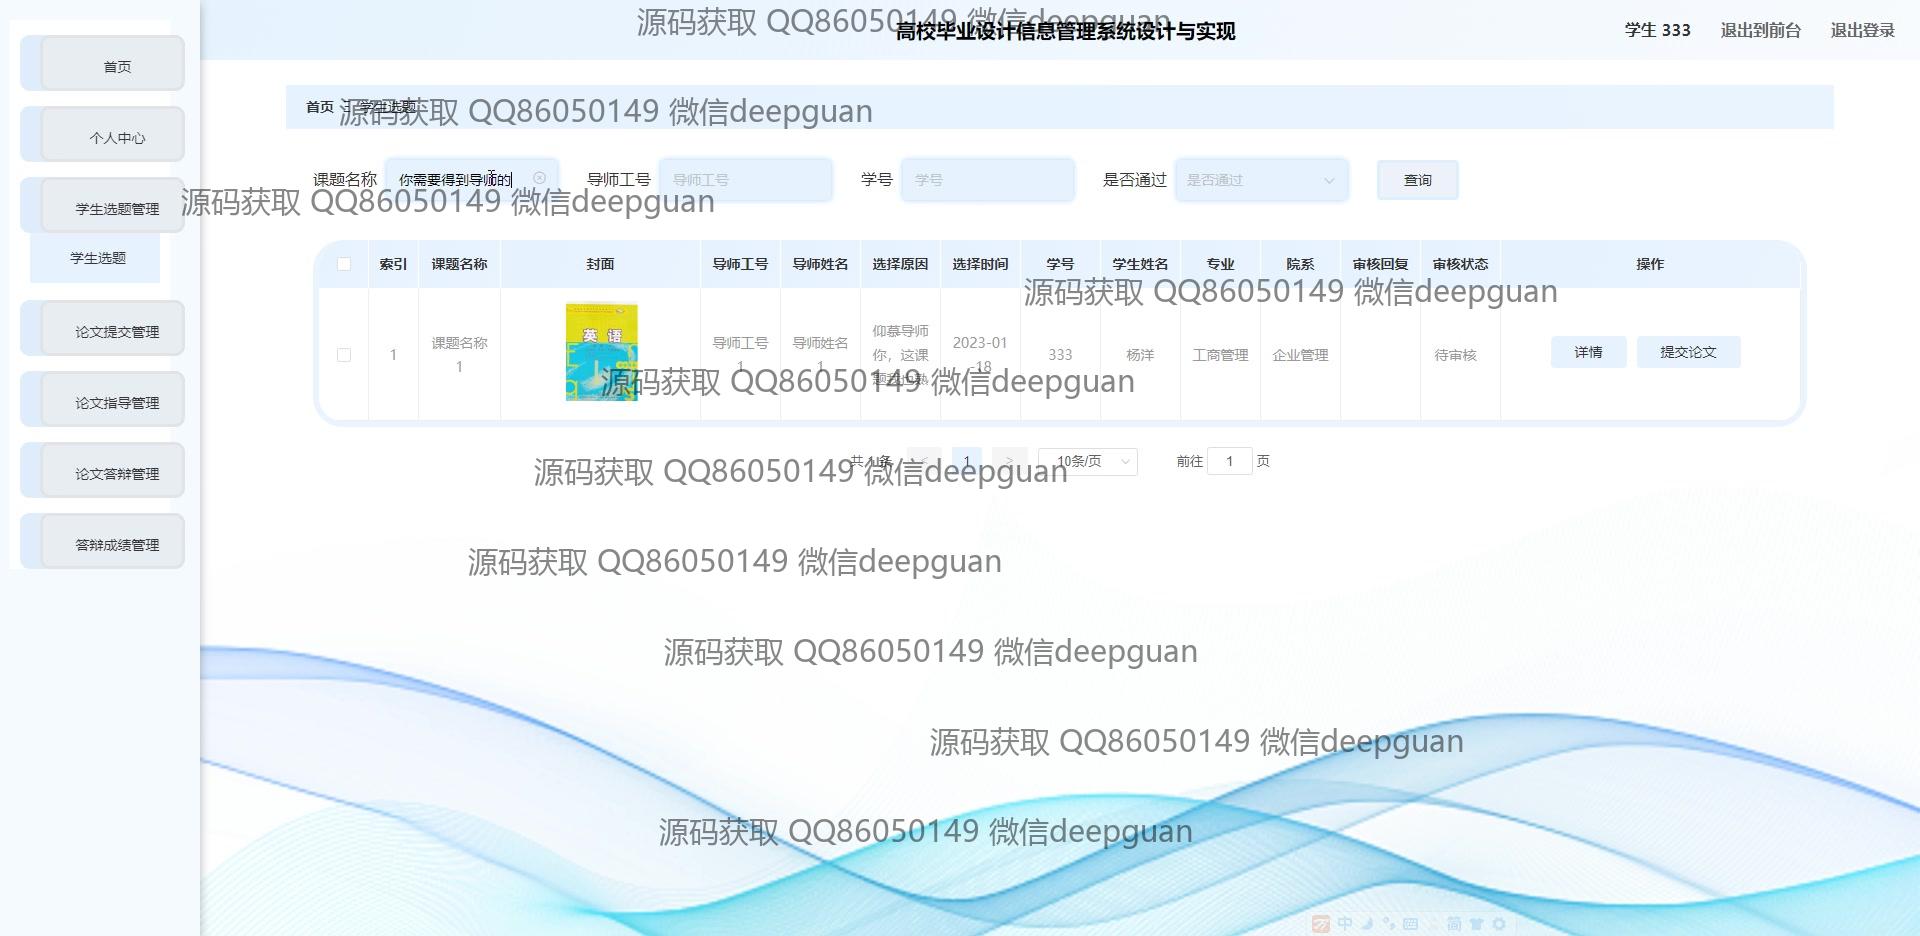 源码获取 QQ86050149 微信deepguan
高校毕业设计信息管理系统设计与实现
学生 333 退出到前台 退出登录
首页
个人中心
学生选题管理
学生选题
论文提交管理
论文指导管理
论文答辩管理
答辩成绩管理
首页 学生选题
源码获取 QQ86050149 微信deepguan
课题名称 你需要得到导师的 导师工号 导师工号 学号 学号 是否通过 是否通过 查询
源码获取 QQ86050149 微信deepguan
索引 课题名称 封面 导师工号 导师姓名 选择原因 选择时间 学号 学生姓名 专业 院系 审核回复 审核状态 操作
源码获取 QQ86050149 微信deepguan
1 课题名称1 英语 导师工号1 导师姓名1 仰慕导师你，这课 2023-01-18 333 杨洋 工商管理 企业管理 待审核 详情 提交论文
源码获取 QQ86050149 微信deepguan
共 1 条 < 1 > 10条/页 前往 1 页
源码获取 QQ86050149 微信deepguan
源码获取 QQ86050149 微信deepguan
源码获取 QQ86050149 微信deepguan
源码获取 QQ86050149 微信deepguan
源码获取 QQ86050149 微信deepguan
中 简